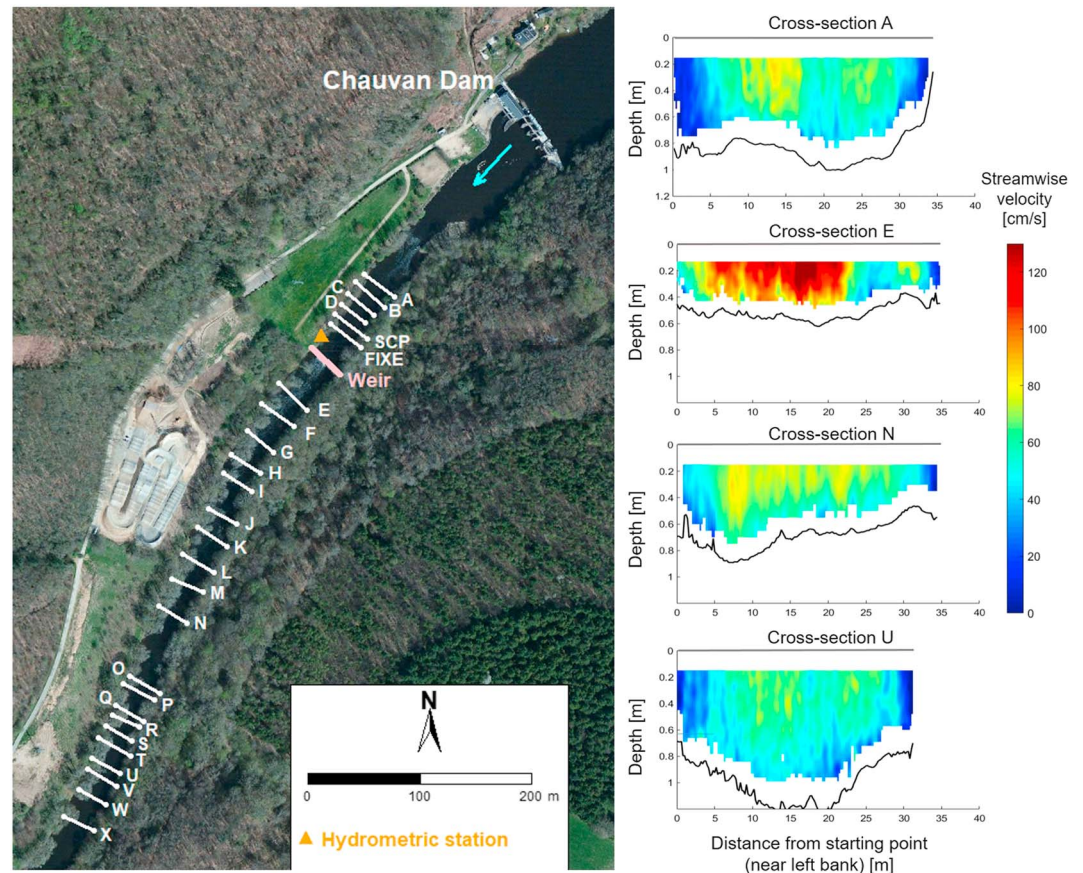 Chauvan Dam
C
D
A
B
SCP
FIXE
Weir
E
F
G
H
I
J
K
L
M
N
O
P
Q
R
S
T
U
V
W
X
N
0 100 200 m
Hydrometric station
Cross-section A
Depth [m]
0
0.2
0.4
0.6
0.8
1
1.2
0 5 10 15 20 25 30 35 40
Cross-section E
Depth [m]
0
0.2
0.4
0.6
0.8
1
0 5 10 15 20 25 30 35 40
Cross-section N
Depth [m]
0
0.2
0.4
0.6
0.8
1
0 5 10 15 20 25 30 35 40
Cross-section U
Depth [m]
0
0.2
0.4
0.6
0.8
1
0 5 10 15 20 25 30 35 40
Distance from starting point
(near left bank) [m]
Streamwise
velocity
[cm/s]
120
100
80
60
40
20
0